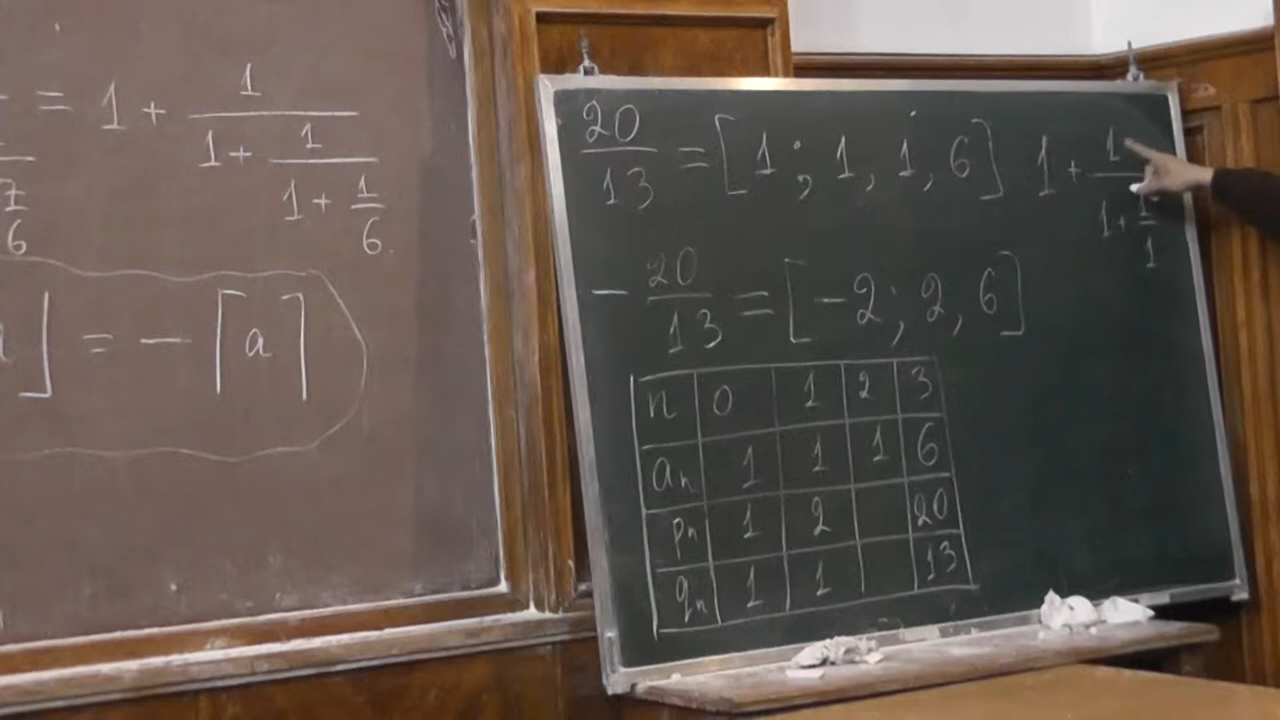 = 1 + 1
1 + 1
7 1 + 1
6 6.
⌋ = - ⌈a⌉
20/13 = [1; 1, 1, 6] 1 + 1
1 + 1
1
- 20/13 = [-2; 2, 6]
n 0 1 2 3
aₙ 1 1 1 6
pₙ 1 2 20
qₙ 1 1 13